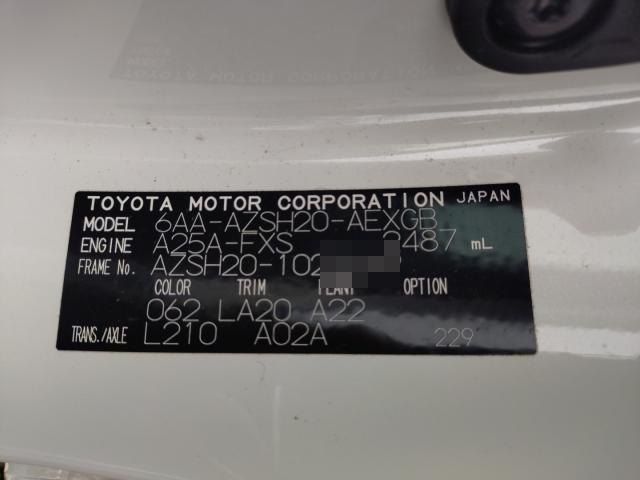 TOYOTA MOTOR CORPORATION JAPAN
MODEL 6AA-AZSH20-AEXGB
ENGINE A25A-FXS 2487 mL
FRAME No. AZSH20-102
COLOR TRIM PLANT OPTION
062 LA20 A22
TRANS./AXLE L210 A02A 229